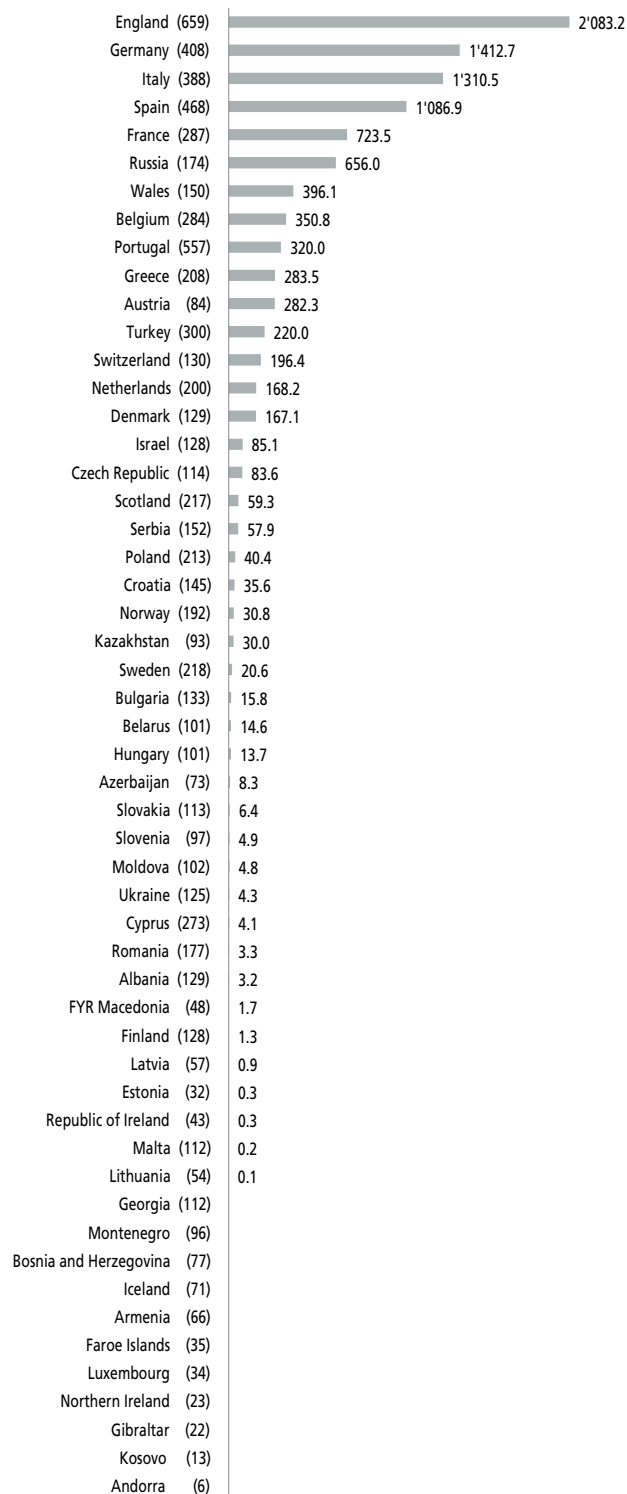 England (659) 2'083.2
Germany (408) 1'412.7
Italy (388) 1'310.5
Spain (468) 1'086.9
France (287) 723.5
Russia (174) 656.0
Wales (150) 396.1
Belgium (284) 350.8
Portugal (557) 320.0
Greece (208) 283.5
Austria (84) 282.3
Turkey (300) 220.0
Switzerland (130) 196.4
Netherlands (200) 168.2
Denmark (129) 167.1
Israel (128) 85.1
Czech Republic (114) 83.6
Scotland (217) 59.3
Serbia (152) 57.9
Poland (213) 40.4
Croatia (145) 35.6
Norway (192) 30.8
Kazakhstan (93) 30.0
Sweden (218) 20.6
Bulgaria (133) 15.8
Belarus (101) 14.6
Hungary (101) 13.7
Azerbaijan (73) 8.3
Slovakia (113) 6.4
Slovenia (97) 4.9
Moldova (102) 4.8
Ukraine (125) 4.3
Cyprus (273) 4.1
Romania (177) 3.3
Albania (129) 3.2
FYR Macedonia (48) 1.7
Finland (128) 1.3
Latvia (57) 0.9
Estonia (32) 0.3
Republic of Ireland (43) 0.3
Malta (112) 0.2
Lithuania (54) 0.1
Georgia (112)
Montenegro (96)
Bosnia and Herzegovina (77)
Iceland (71)
Armenia (66)
Faroe Islands (35)
Luxembourg (34)
Northern Ireland (23)
Gibraltar (22)
Kosovo (13)
Andorra (6)